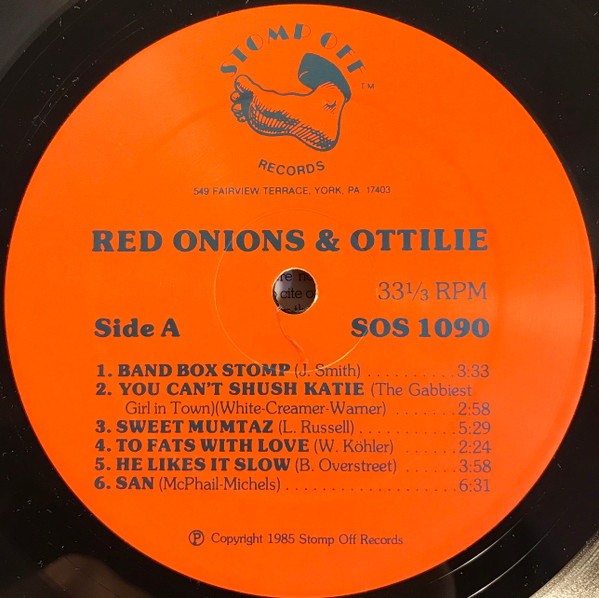 STOMP OFF
TM
RECORDS
549 FAIRVIEW TERRACE, YORK, PA 17403
RED ONIONS & OTTILIE
33 1/3 RPM
Side A SOS 1090
1. BAND BOX STOMP (J. Smith) . . . . . . . . . . 3:33
2. YOU CAN'T SHUSH KATIE (The Gabbiest
Girl in Town)(White-Creamer-Warner) . . . . . . 2:58
3. SWEET MUMTAZ (L. Russell) . . . . . . . . . . 5:29
4. TO FATS WITH LOVE (W. Köhler) . . . . . . . 2:24
5. HE LIKES IT SLOW (B. Overstreet) . . . . . . 3:58
6. SAN (McPhail-Michels) . . . . . . . . . . . . . . . . 6:31
℗ Copyright 1985 Stomp Off Records